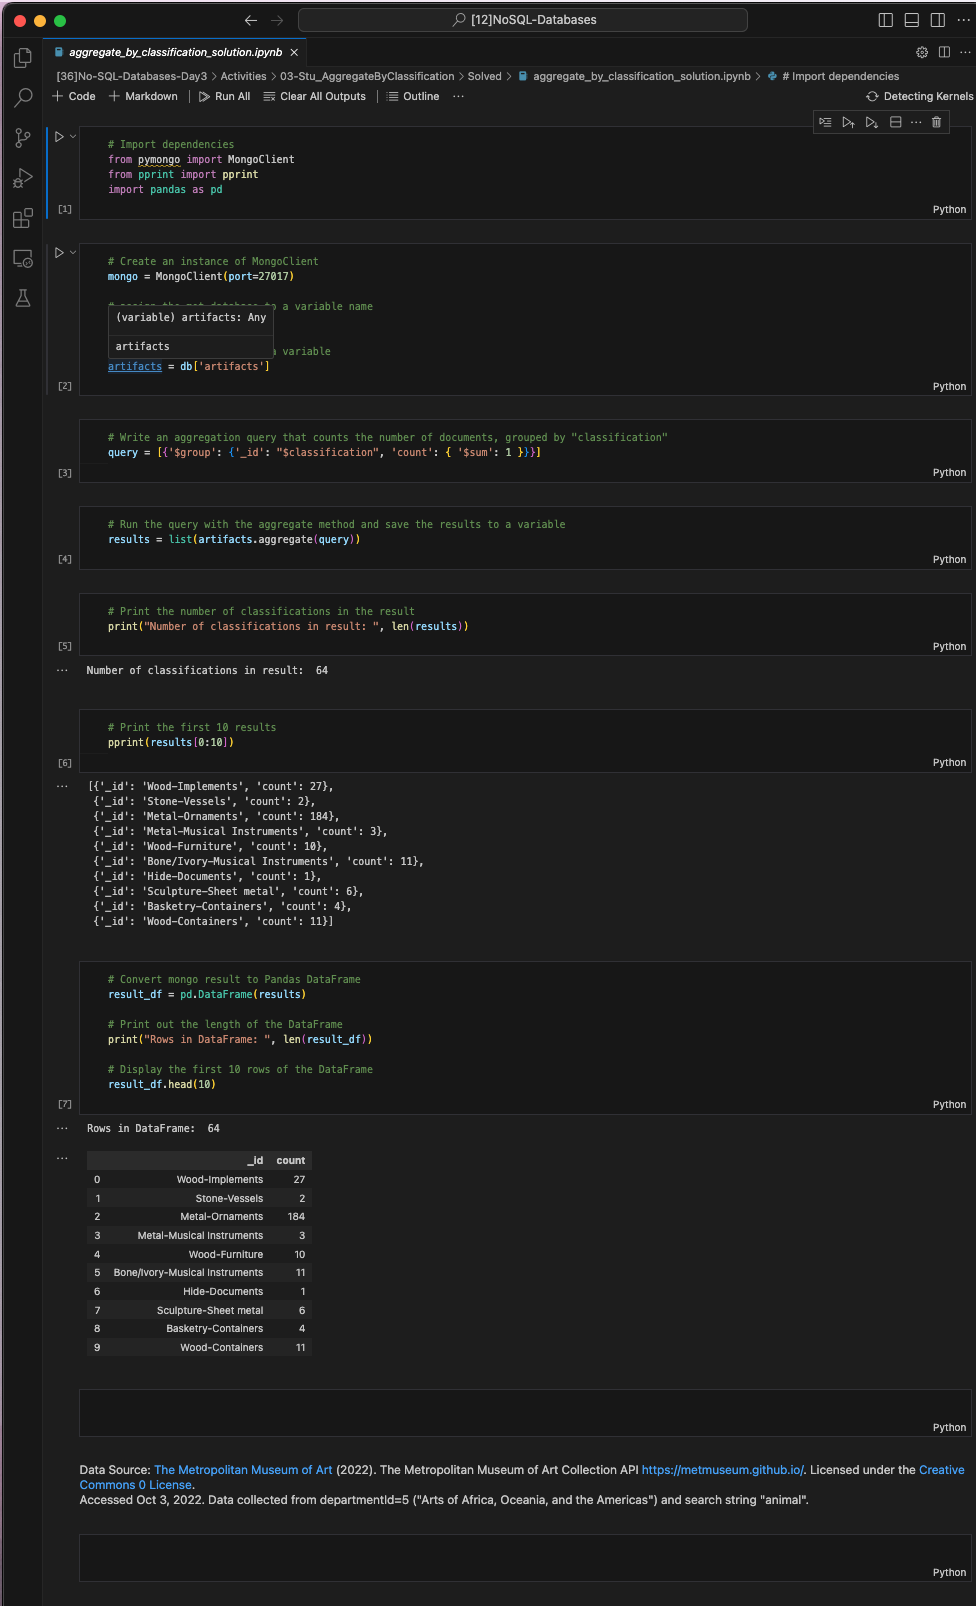 [12]NoSQL-Databases
aggregate_by_classification_solution.ipynb
[36]No-SQL-Databases-Day3 > Activities > 03-Stu_AggregateByClassification > Solved > aggregate_by_classification_solution.ipynb > # Import dependencies
+ Code + Markdown Run All Clear All Outputs Outline ... Detecting Kernels
# Import dependencies
from pymongo import MongoClient
from pprint import pprint
import pandas as pd
[1] Python
# Create an instance of MongoClient
mongo = MongoClient(port=27017)
to a variable name
(variable) artifacts: Any
artifacts
a variable
artifacts = db['artifacts']
[2] Python
# Write an aggregation query that counts the number of documents, grouped by "classification"
query = [{'$group': {'_id': "$classification", 'count': { '$sum': 1 }}}]
[3] Python
# Run the query with the aggregate method and save the results to a variable
results = list(artifacts.aggregate(query))
[4] Python
# Print the number of classifications in the result
print("Number of classifications in result: ", len(results))
[5] Python
... Number of classifications in result:  64
# Print the first 10 results
pprint(results[0:10])
[6] Python
... [{'_id': 'Wood-Implements', 'count': 27},
{'_id': 'Stone-Vessels', 'count': 2},
{'_id': 'Metal-Ornaments', 'count': 184},
{'_id': 'Metal-Musical Instruments', 'count': 3},
{'_id': 'Wood-Furniture', 'count': 10},
{'_id': 'Bone/Ivory-Musical Instruments', 'count': 11},
{'_id': 'Hide-Documents', 'count': 1},
{'_id': 'Sculpture-Sheet metal', 'count': 6},
{'_id': 'Basketry-Containers', 'count': 4},
{'_id': 'Wood-Containers', 'count': 11}]
# Convert mongo result to Pandas DataFrame
result_df = pd.DataFrame(results)
# Print out the length of the DataFrame
print("Rows in DataFrame: ", len(result_df))
# Display the first 10 rows of the DataFrame
result_df.head(10)
[7] Python
... Rows in DataFrame:  64
... _id count
0 Wood-Implements 27
1 Stone-Vessels 2
2 Metal-Ornaments 184
3 Metal-Musical Instruments 3
4 Wood-Furniture 10
5 Bone/Ivory-Musical Instruments 11
6 Hide-Documents 1
7 Sculpture-Sheet metal 6
8 Basketry-Containers 4
9 Wood-Containers 11
Python
Data Source: The Metropolitan Museum of Art (2022). The Metropolitan Museum of Art Collection API https://metmuseum.github.io/. Licensed under the Creative
Commons 0 License.
Accessed Oct 3, 2022. Data collected from departmentId=5 ("Arts of Africa, Oceania, and the Americas") and search string "animal".
Python